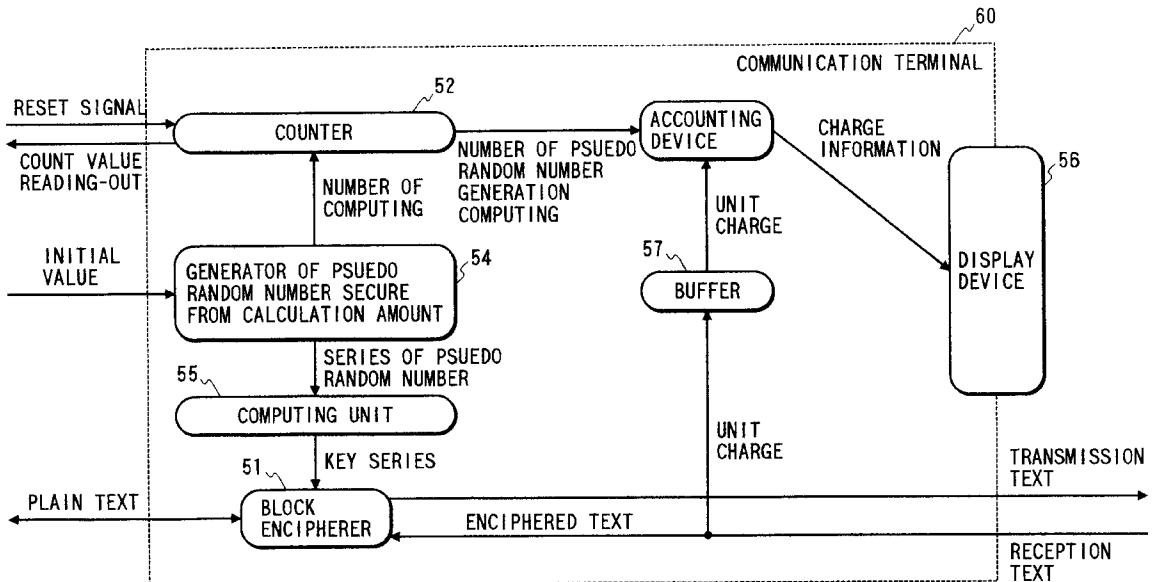 60
COMMUNICATION TERMINAL
RESET SIGNAL
52
COUNTER
COUNT VALUE
READING-OUT
NUMBER OF PSUEDO
RANDOM NUMBER
GENERATION
COMPUTING
ACCOUNTING
DEVICE
CHARGE
INFORMATION
56
DISPLAY
DEVICE
NUMBER OF
COMPUTING
UNIT
CHARGE
57
BUFFER
INITIAL
VALUE
54
GENERATOR OF PSUEDO
RANDOM NUMBER SECURE
FROM CALCULATION AMOUNT
SERIES OF PSUEDO
RANDOM NUMBER
55
COMPUTING UNIT
KEY SERIES
UNIT
CHARGE
51
BLOCK
ENCIPHERER
PLAIN TEXT
TRANSMISSION
TEXT
ENCIPHERED TEXT
RECEPTION
TEXT